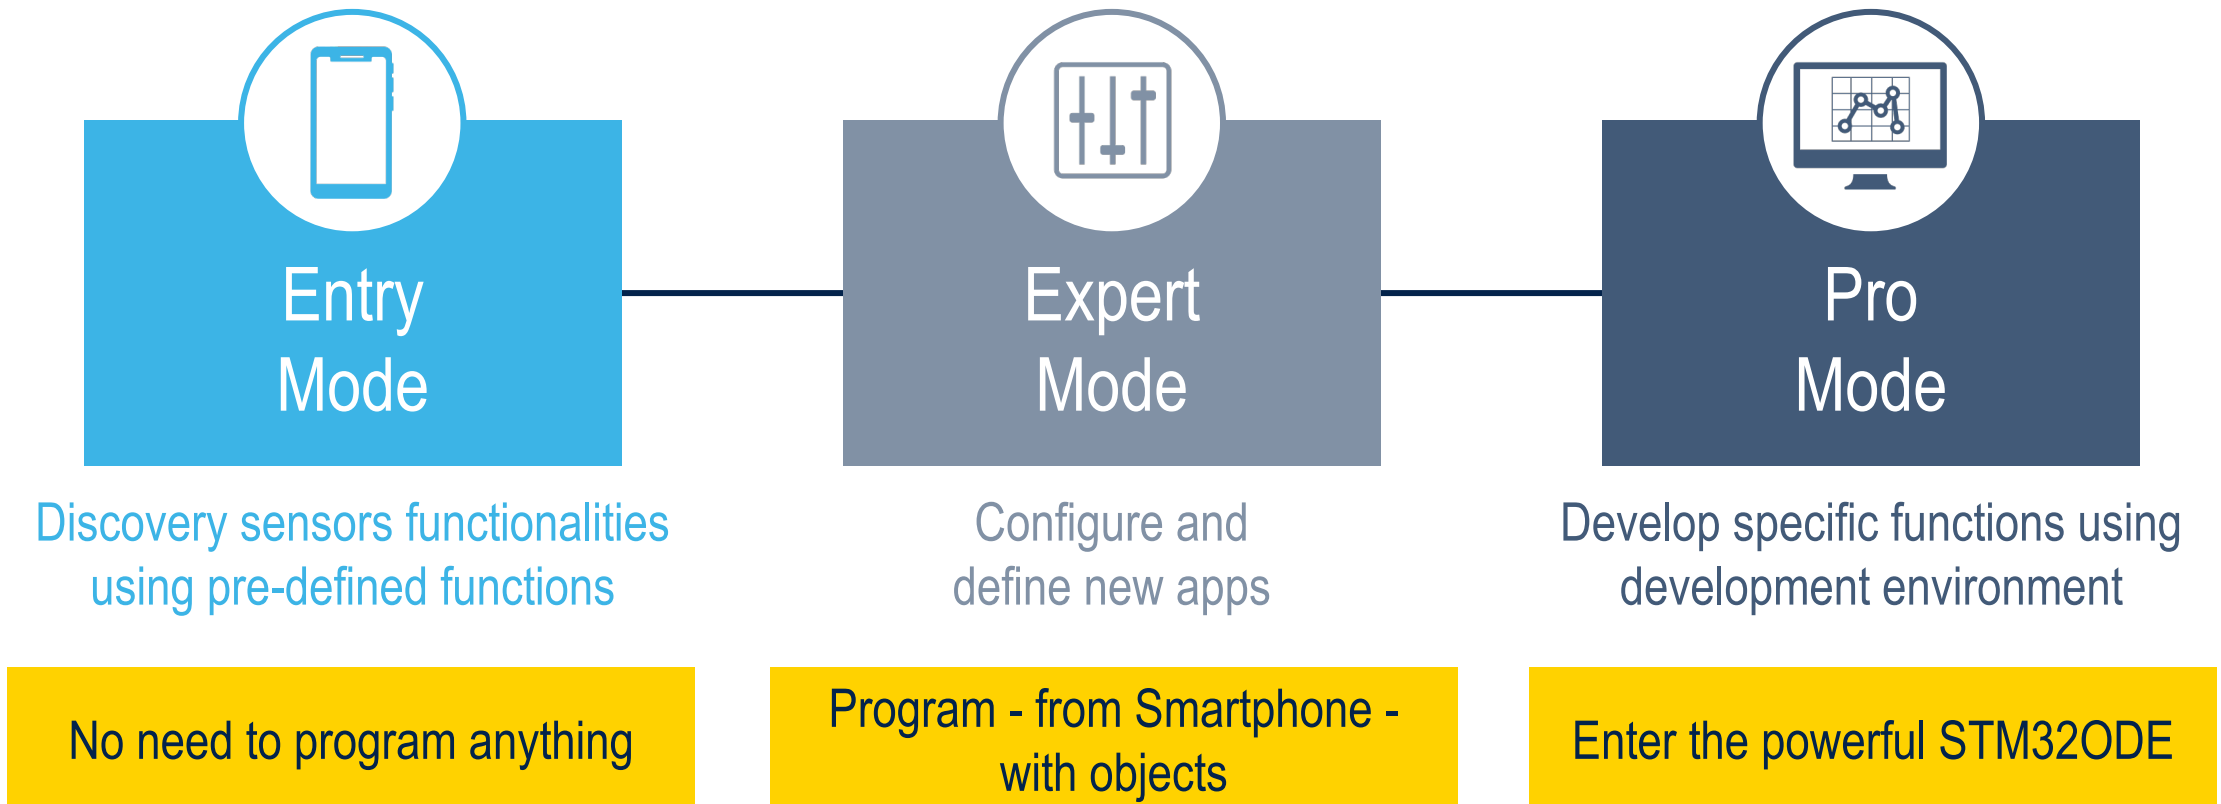 Entry
Mode
Discovery sensors functionalities
using pre-defined functions
No need to program anything
Expert
Mode
Configure and
define new apps
Program - from Smartphone -
with objects
Pro
Mode
Develop specific functions using
development environment
Enter the powerful STM32ODE